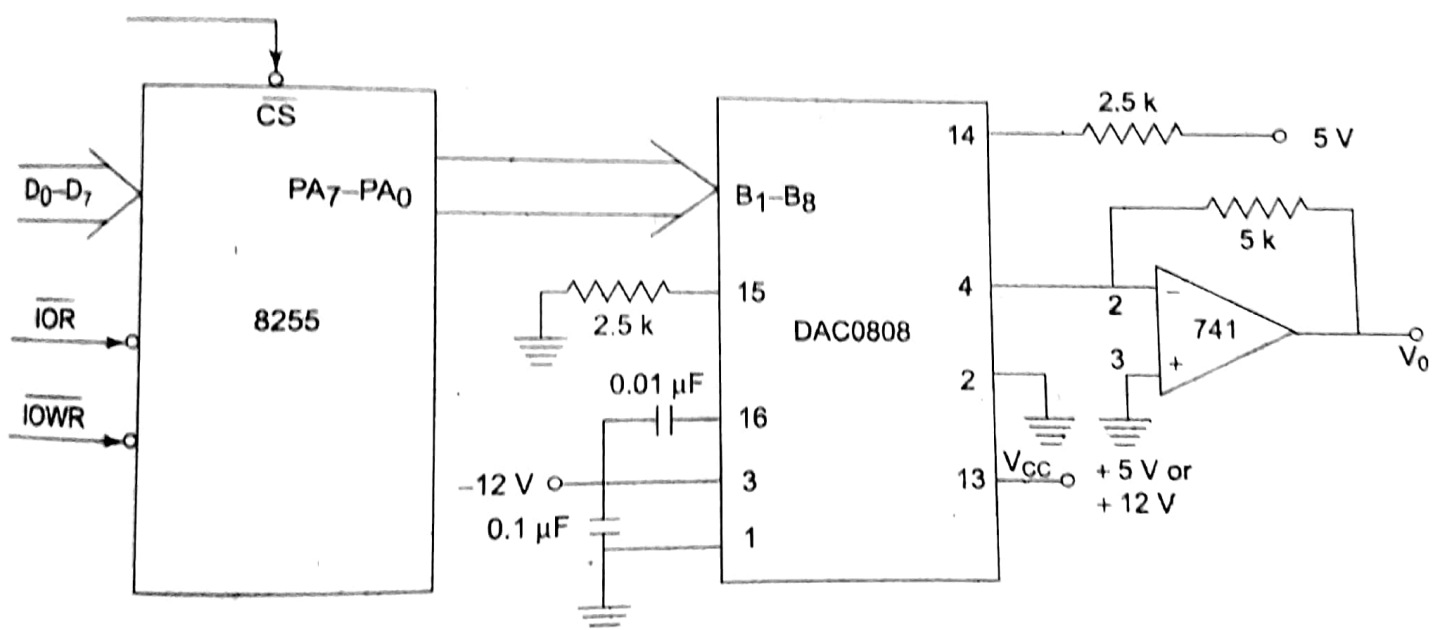 CS
D0–D7
PA7–PA0
IOR
8255
IOWR
B1–B8
14
2.5 k
5 V
15
2.5 k
DAC0808
4
5 k
2
741
–
3
+
V0
2
0.01 μF
16
–12 V
3
13
VCC
+ 5 V or
+ 12 V
0.1 μF
1